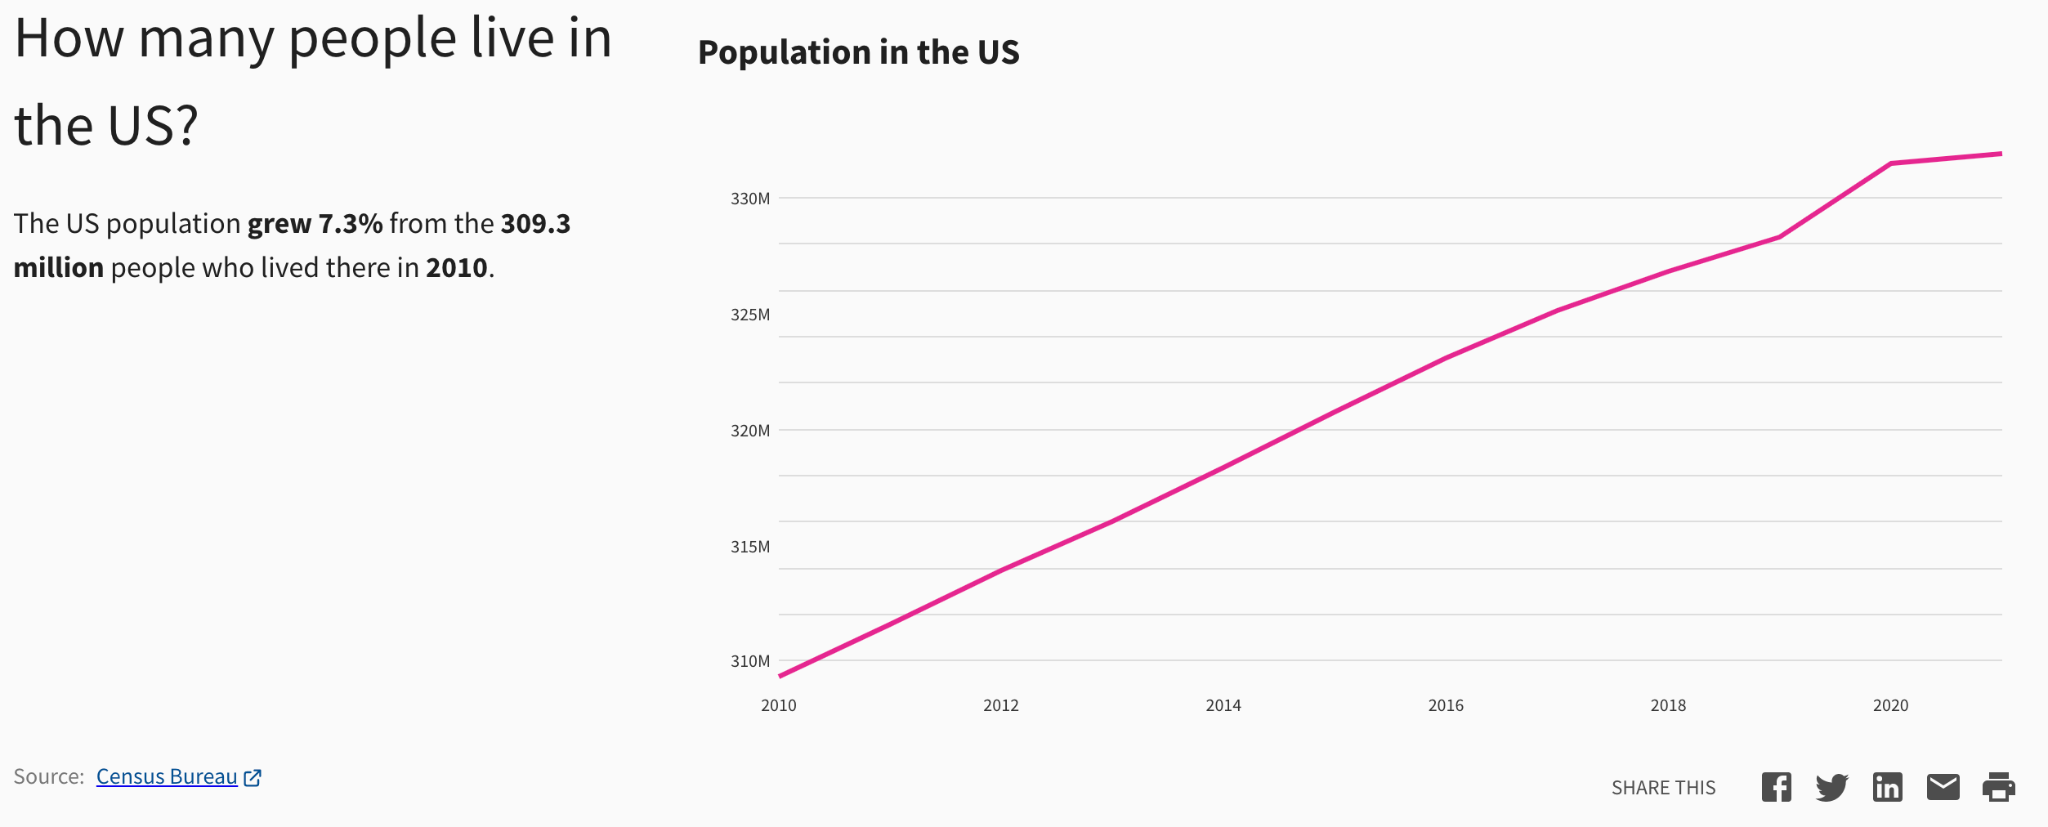 How many people live in
the US?
The US population grew 7.3% from the 309.3
million people who lived there in 2010.
Source: Census Bureau
Population in the US
330M
325M
320M
315M
310M
2010 2012 2014 2016 2018 2020
SHARE THIS